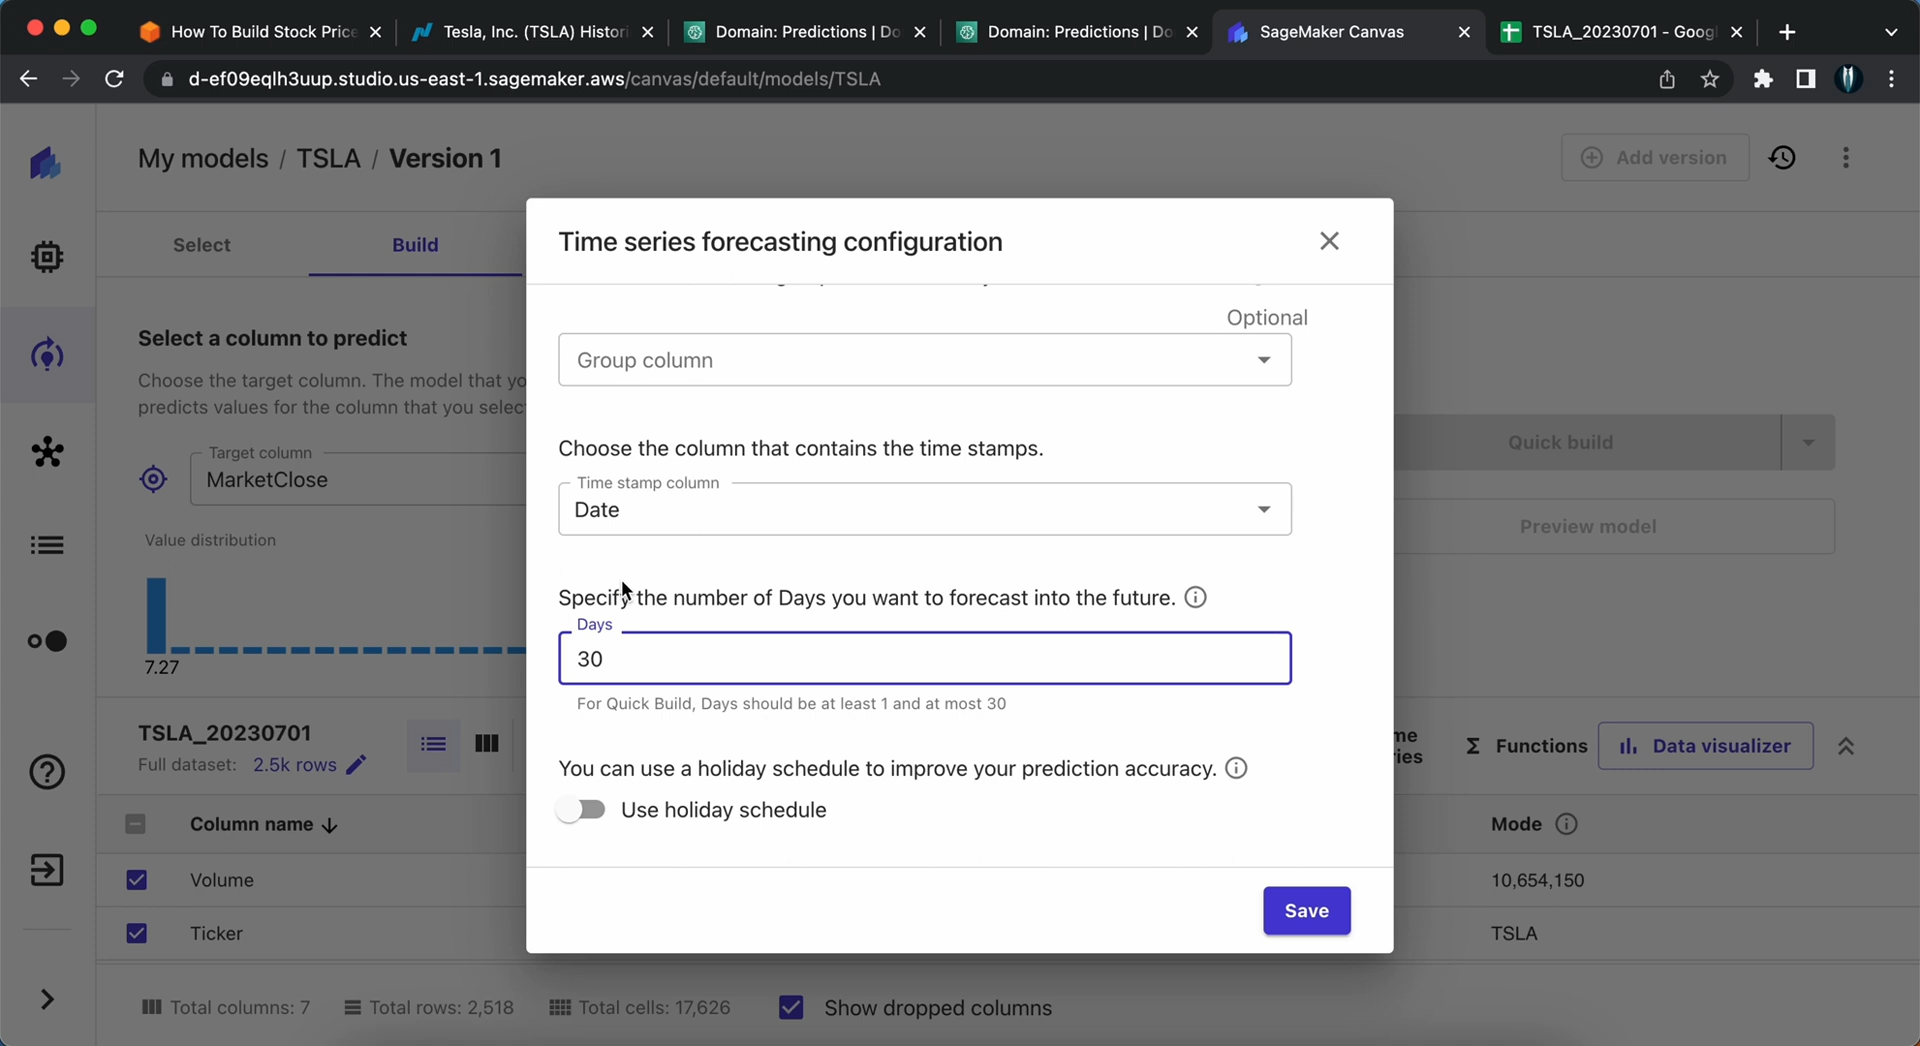 How To Build Stock Price
Tesla, Inc. (TSLA) Histori
Domain: Predictions | Do
Domain: Predictions | Do
SageMaker Canvas
TSLA_20230701 - Googl
d-ef09eqlh3uup.studio.us-east-1.sagemaker.aws/canvas/default/models/TSLA
My models / TSLA / Version 1
Add version
Select
Build
Select a column to predict
Choose the target column. The model that yo
predicts values for the column that you selec
Target column
MarketClose
Value distribution
7.27
Quick build
Preview model
Time series forecasting configuration
Optional
Group column
Choose the column that contains the time stamps.
Time stamp column
Date
Specify the number of Days you want to forecast into the future.
Days
30
For Quick Build, Days should be at least 1 and at most 30
You can use a holiday schedule to improve your prediction accuracy.
Use holiday schedule
Save
TSLA_20230701
Full dataset: 2.5k rows
me
ies
Functions
Data visualizer
Column name
Mode
Volume
10,654,150
Ticker
TSLA
Total columns: 7
Total rows: 2,518
Total cells: 17,626
Show dropped columns